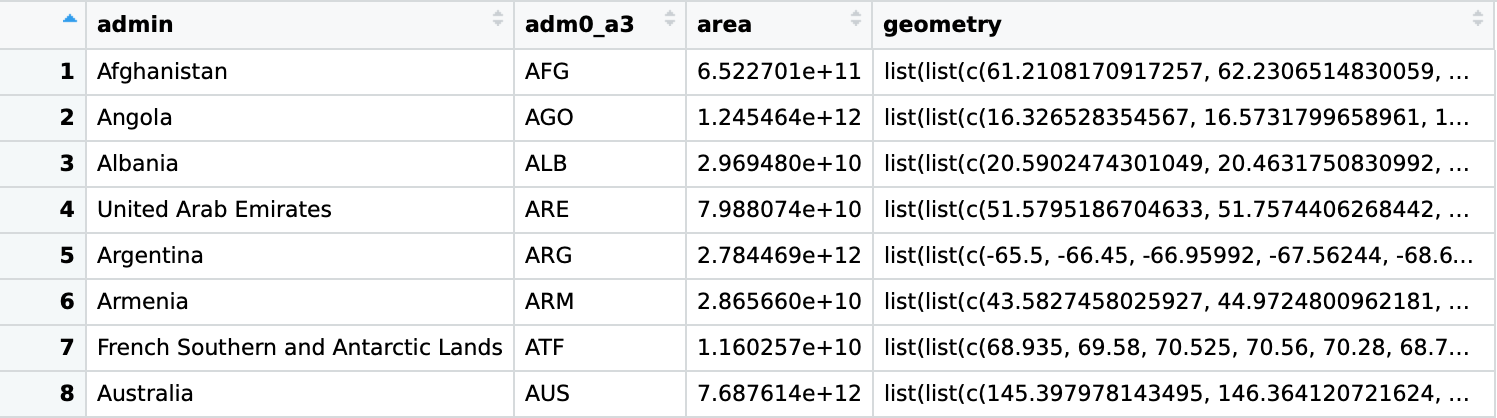 admin adm0_a3 area geometry
1 Afghanistan AFG 6.522701e+11 list(list(c(61.2108170917257, 62.2306514830059, ...
2 Angola AGO 1.245464e+12 list(list(c(16.326528354567, 16.5731799658961, 1...
3 Albania ALB 2.969480e+10 list(list(c(20.5902474301049, 20.4631750830992, ...
4 United Arab Emirates ARE 7.988074e+10 list(list(c(51.5795186704633, 51.7574406268442, ...
5 Argentina ARG 2.784469e+12 list(list(c(-65.5, -66.45, -66.95992, -67.56244, -68.6...
6 Armenia ARM 2.865660e+10 list(list(c(43.5827458025927, 44.9724800962181, ...
7 French Southern and Antarctic Lands ATF 1.160257e+10 list(list(c(68.935, 69.58, 70.525, 70.56, 70.28, 68.7...
8 Australia AUS 7.687614e+12 list(list(c(145.397978143495, 146.364120721624, ...